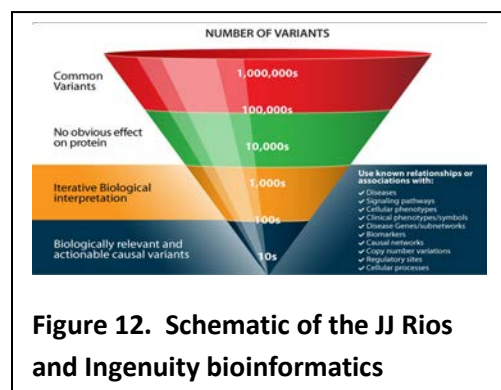 NUMBER OF VARIANTS
Common
Variants
1,000,000s
100,000s
No obvious effect
on protein
10,000s
Iterative Biological
interpretation
1,000s
100s
Biologically relevant and
actionable causal variants
10s
Use known relationships or
associations with:
✓ Diseases
✓ Signaling pathways
✓ Cellular phenotypes
✓ Clinical phenotypes/symbols
✓ Disease Genes/subnetworks
✓ Biomarkers
✓ Causal networks
✓ Copy number variations
✓ Regulatory sites
✓ Cellular processes
Figure 12. Schematic of the JJ Rios
and Ingenuity bioinformatics